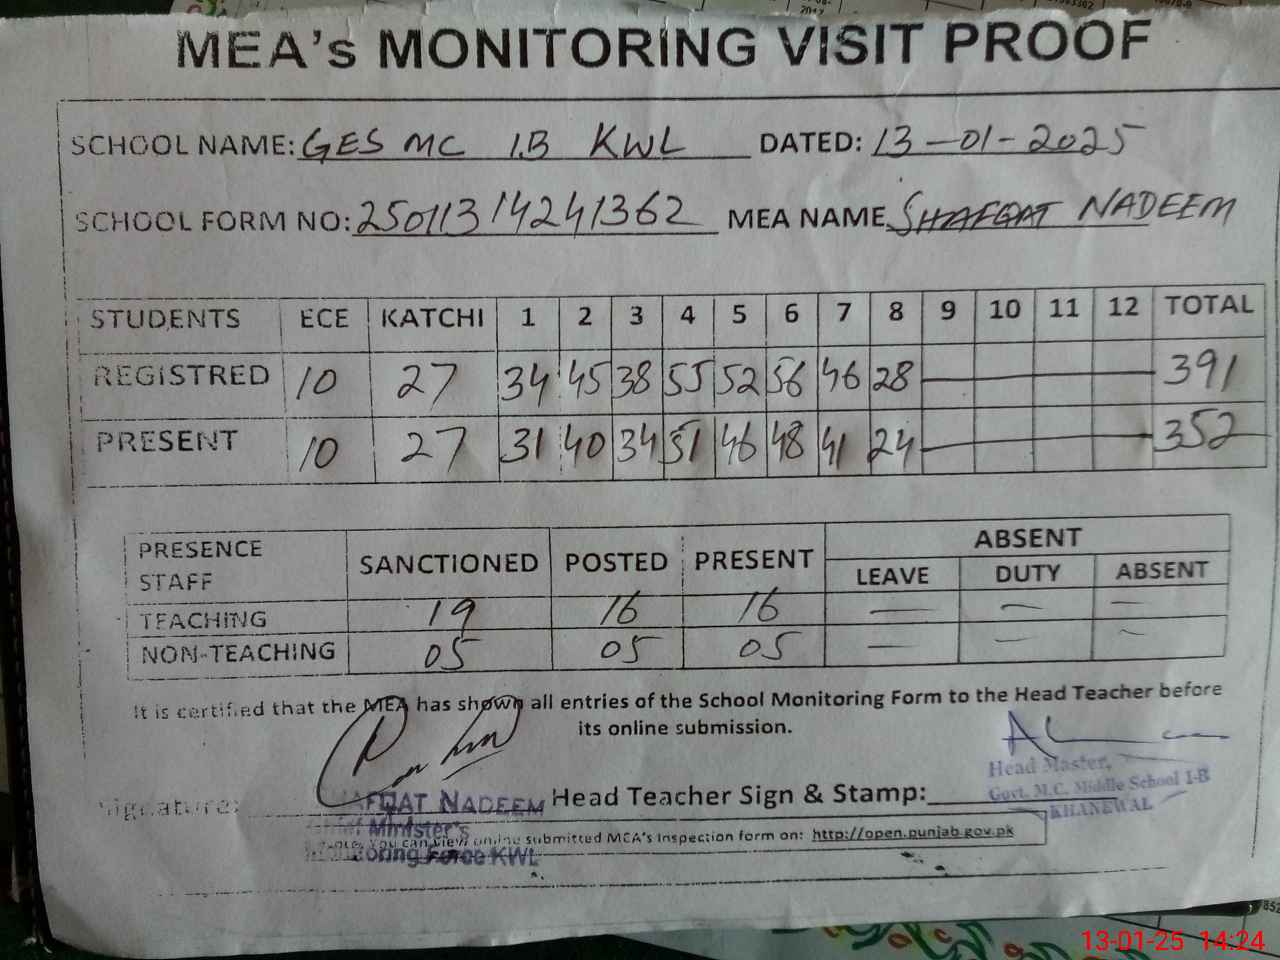 MEA's MONITORING VISIT PROOF
SCHOOL NAME: GES MC I.B KWL DATED: 13-01-2025
SCHOOL FORM NO: 25011314241362 MEA NAME SHAFQAT NADEEM
STUDENTS ECE KATCHI 1 2 3 4 5 6 7 8 9 10 11 12 TOTAL
REGISTRED 10 27 34 45 38 55 52 56 46 28 391
PRESENT 10 27 31 40 34 51 46 48 41 24 352
PRESENCE STAFF SANCTIONED POSTED PRESENT ABSENT
LEAVE DUTY ABSENT
TEACHING 19 16 16 — — —
NON-TEACHING 05 05 05 — — —
It is certified that the MEA has shown all entries of the School Monitoring Form to the Head Teacher before
its online submission.
Head Master,
Govt. M.C. Middle School I-B
KHANEWAL
Signature: Head Teacher Sign & Stamp:
SHAFQAT NADEEM
Chief Minister's
Monitoring Force KWL
you can view online submitted MEA's inspection form on: http://open.punjab.gov.pk
13-01-25 14:24